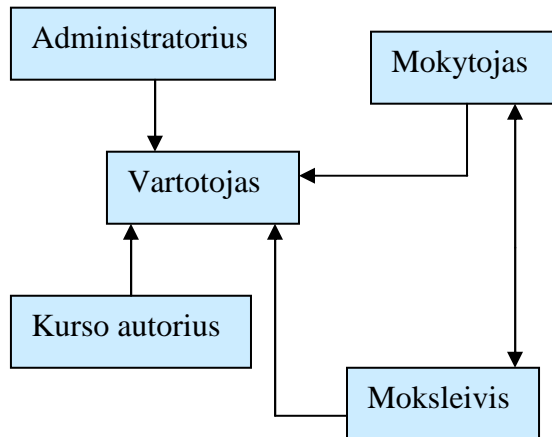 Administratorius
Mokytojas
Vartotojas
Kurso autorius
Moksleivis